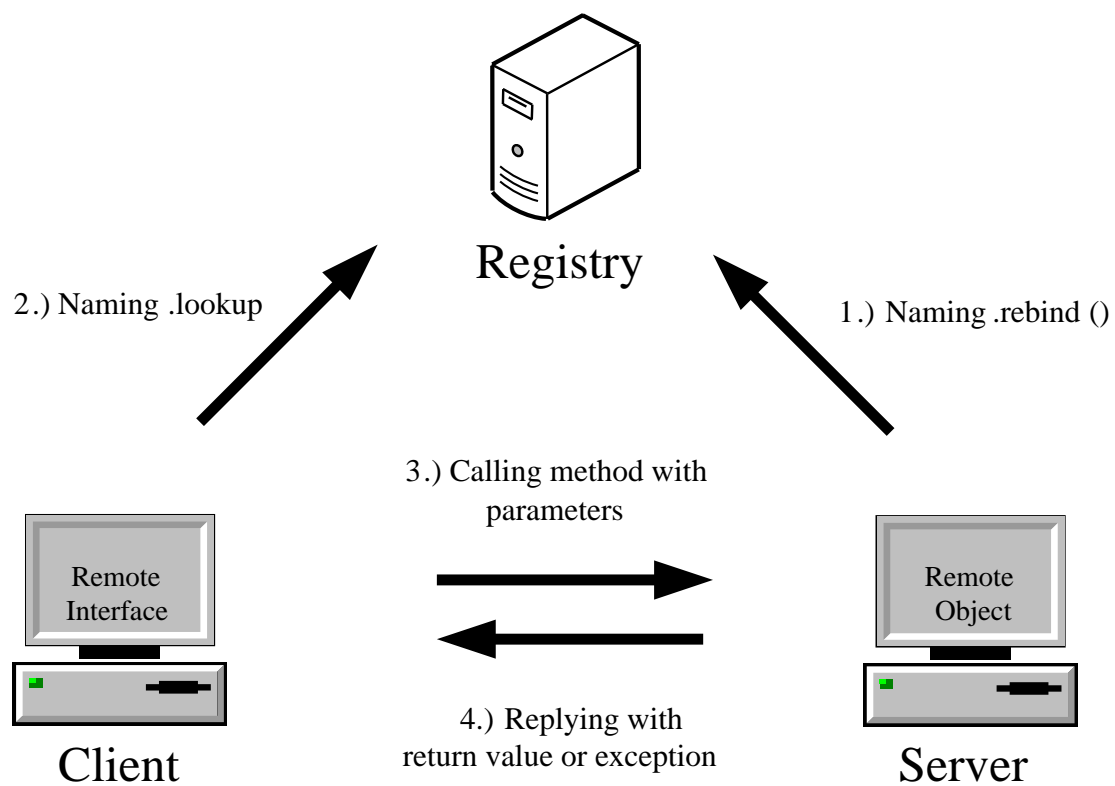 Registry
2.) Naming .lookup
1.) Naming .rebind ()
3.) Calling method with
parameters
Remote
Interface
Remote
Object
4.) Replying with
return value or exception
Client
Server